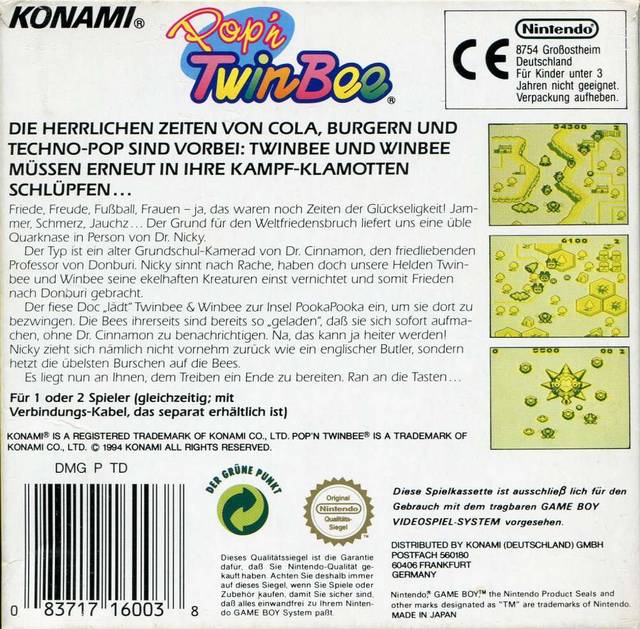 KONAMI®
Pop'n
TwinBee®
CE
Nintendo®
8754 Großostheim
Deutschland
Für Kinder unter 3
Jahren nicht geeignet.
Verpackung aufheben.
DIE HERRLICHEN ZEITEN VON COLA, BURGERN UND
TECHNO-POP SIND VORBEI: TWINBEE UND WINBEE
MÜSSEN ERNEUT IN IHRE KAMPF-KLAMOTTEN
SCHLÜPFEN...
Friede, Freude, Fußball, Frauen – ja, das waren noch Zeiten der Glückseligkeit! Jam-
mer, Schmerz, Jauchz... Der Grund für den Weltfriedensbruch liefert uns eine üble
Quarknase in Person von Dr. Nicky.
Der Typ ist ein alter Grundschul-Kamerad von Dr. Cinnamon, den friedliebenden
Professor von Donburi. Nicky sinnt nach Rache, haben doch unsere Helden Twin-
bee und Winbee seine ekelhaften Kreaturen einst vernichtet und somit Frieden
nach Donburi gebracht.
Der fiese Doc „lädt" Twinbee & Winbee zur Insel PookaPooka ein, um sie dort zu
bezwingen. Die Bees ihrerseits sind bereits so „geladen", daß sie sich sofort aufma-
chen, ohne Dr. Cinnamon zu benachrichtigen. Na, das kann ja heiter werden!
Nicky zieht sich nämlich nicht vornehm zurück wie ein englischer Butler, sondern
hetzt die übelsten Burschen auf die Bees.
Es liegt nun an Ihnen, dem Treiben ein Ende zu bereiten. Ran an die Tasten...
Für 1 oder 2 Spieler (gleichzeitig; mit
Verbindungs-Kabel, das separat erhältlich ist)
34300 2
6100 2
0 5500 00 2
KONAMI® IS A REGISTERED TRADEMARK OF KONAMI CO., LTD. POP'N TWINBEE® IS A TRADEMARK OF
KONAMI CO., LTD. © 1994 KONAMI ALL RIGHTS RESERVED.
DMG P TD
0 83717 16003 8
DER GRÜNE PUNKT
Original
Nintendo
Qualitäts-
Siegel
Dieses Qualitätssiegel ist die Garantie
dafür, daß Sie Nintendo-Qualität ge-
kauft haben. Achten Sie deshalb immer
auf dieses Siegel, wenn Sie Spiele oder
Zubehör kaufen, damit Sie sicher sind,
daß alles einwandfrei zu Ihrem Ninten-
do GAME BOY System paßt.
Diese Spielkassette ist ausschließ lich für den
Gebrauch mit dem tragbaren GAME BOY
VIDEOSPIEL-SYSTEM vorgesehen.
DISTRIBUTED BY KONAMI (DEUTSCHLAND) GMBH
POSTFACH 560180
60406 FRANKFURT
GERMANY
Nintendo,® GAME BOY,™ the Nintendo Product Seals and
other marks designated as "TM" are trademarks of Nintendo.
MADE IN JAPAN